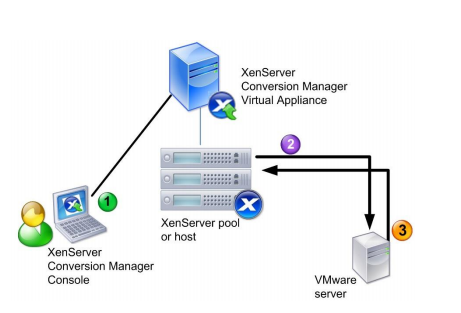 XenServer
Conversion Manager
Virtual Appliance
2
1
XenServer pool
or host
3
XenServer
Conversion Manager
Console
VMware
server